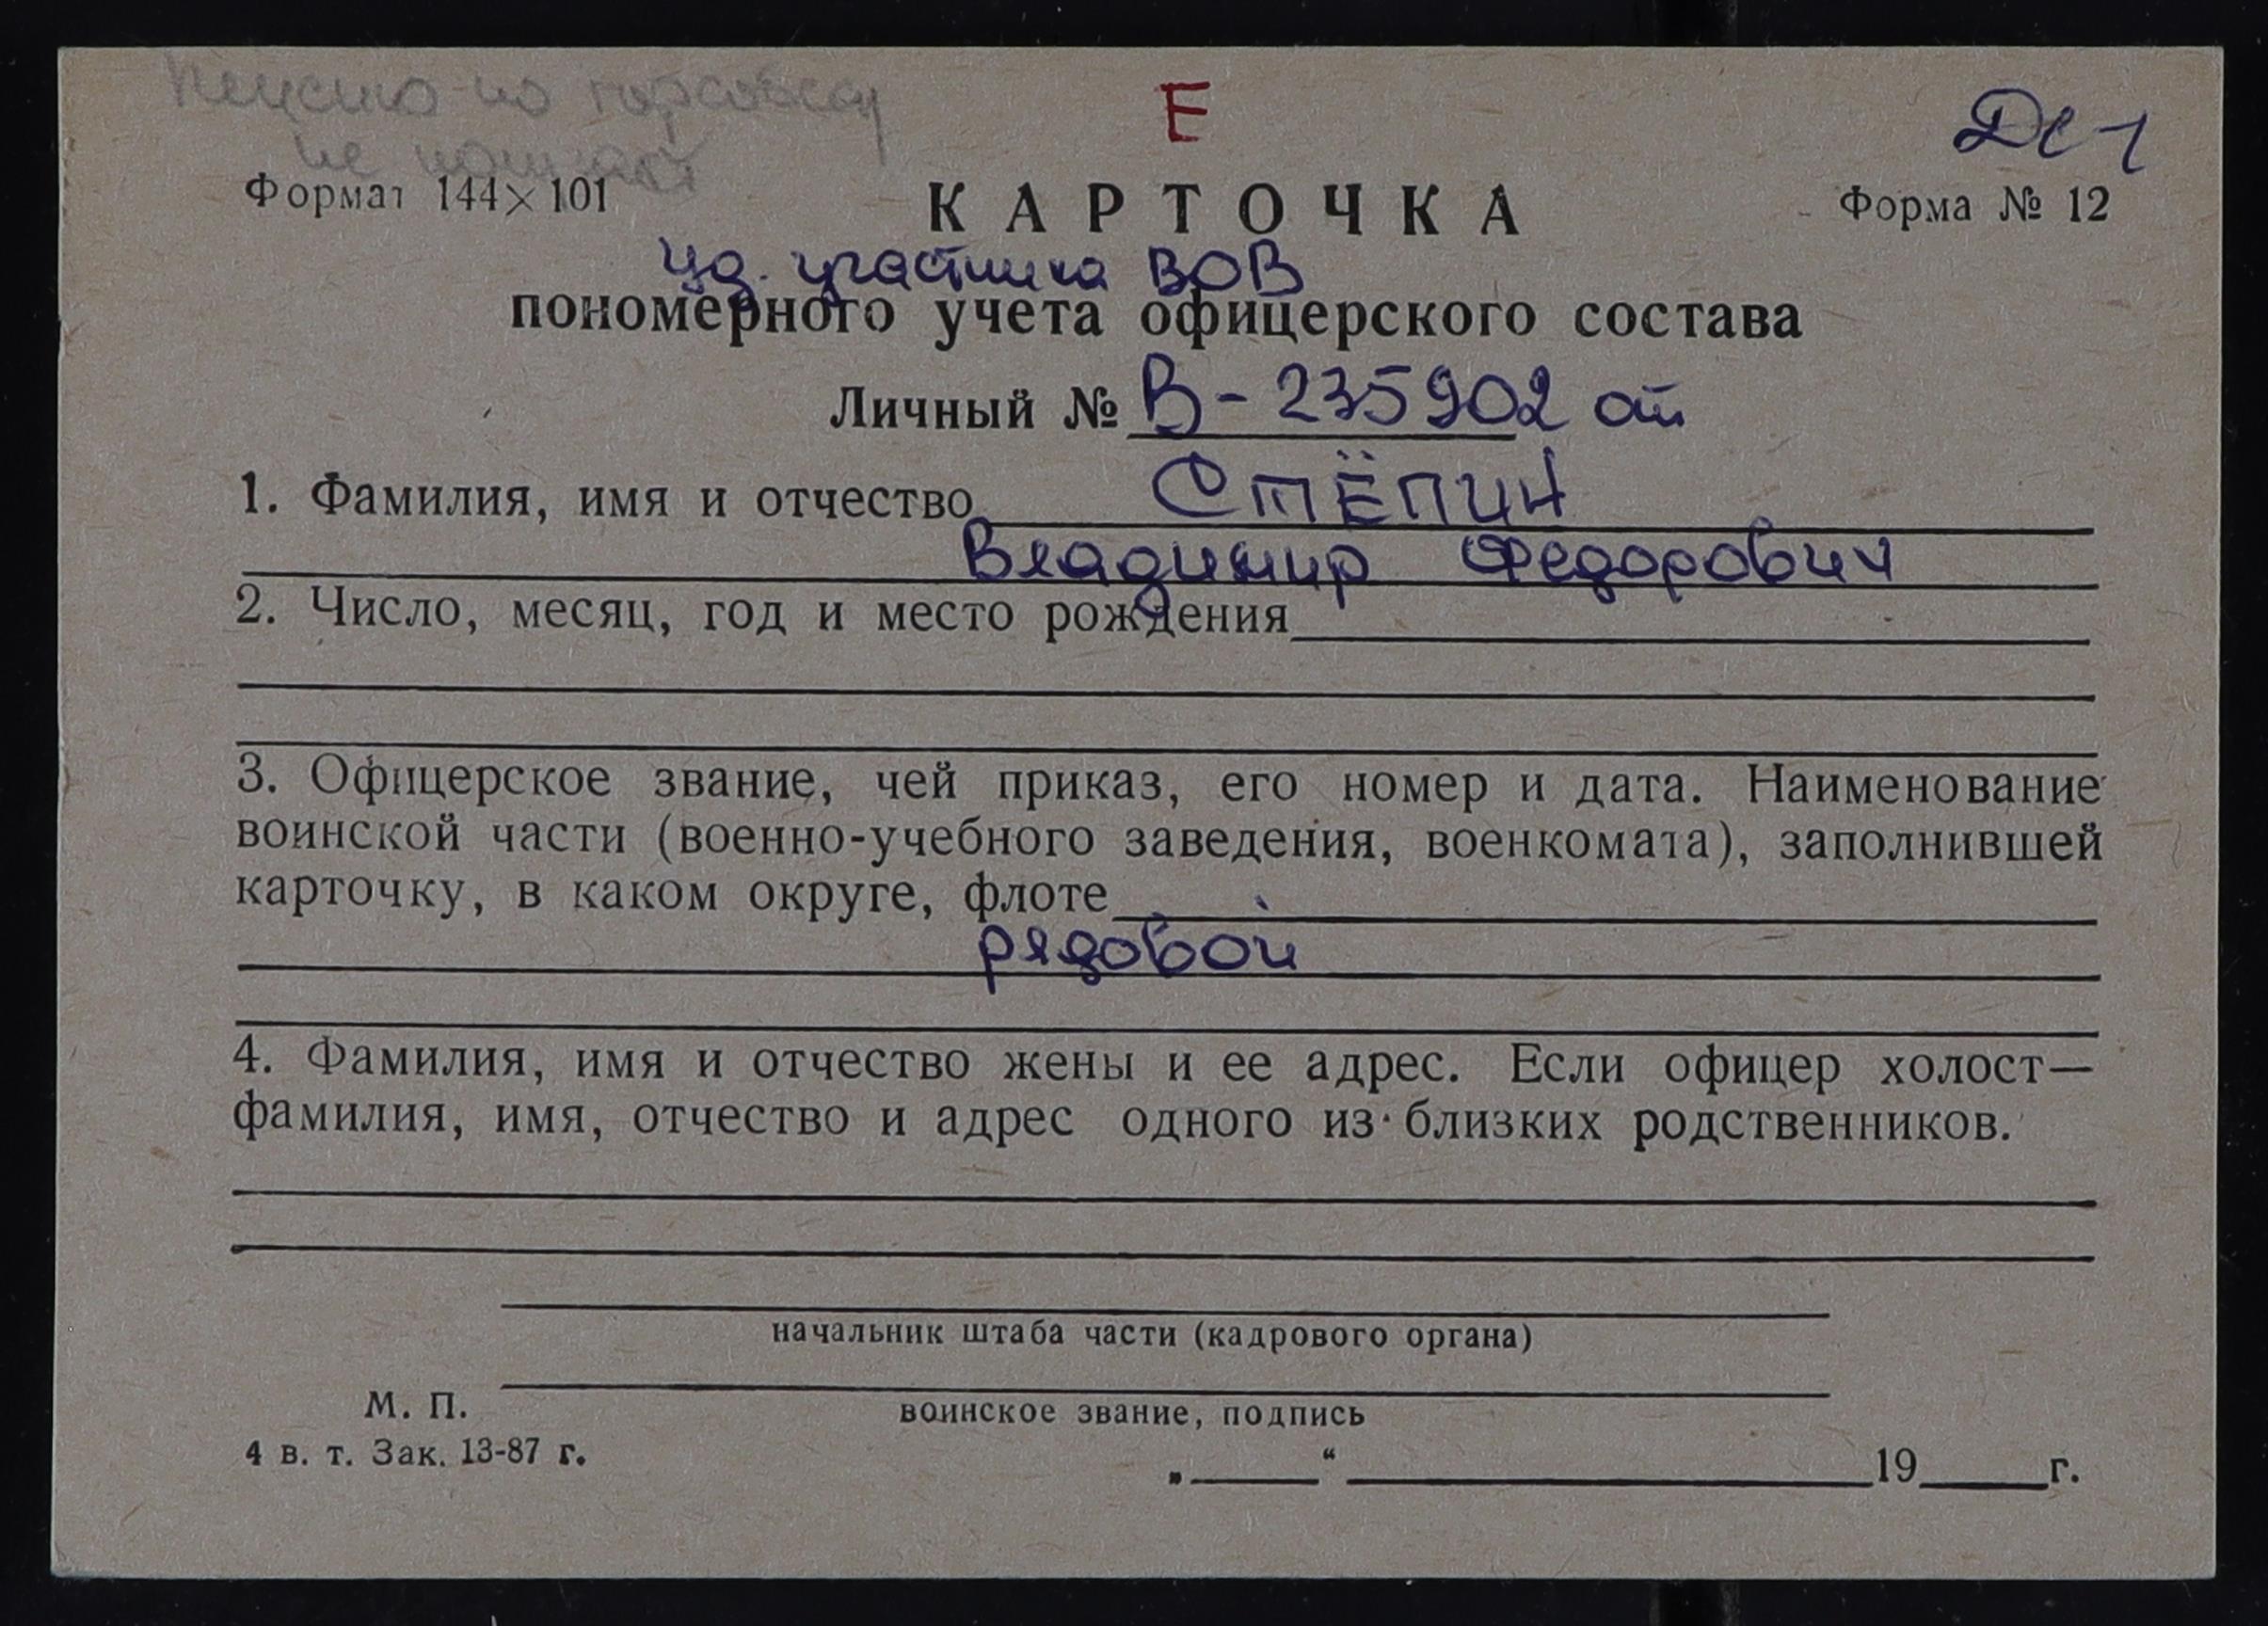 Е
Формат 144×101
КАРТОЧКА
Форма № 12
уд. участника ВОВ
пономерного учета офицерского состава
Личный № В-235902 от
1. Фамилия, имя и отчество СТЁПИН
Владимир Федорович
2. Число, месяц, год и место рождения
3. Офицерское звание, чей приказ, его номер и дата. Наименование
воинской части (военно-учебного заведения, военкомата), заполнившей
карточку, в каком округе, флоте
рядовой
4. Фамилия, имя и отчество жены и ее адрес. Если офицер холост—
фамилия, имя, отчество и адрес одного из близких родственников.
начальник штаба части (кадрового органа)
М. П.
воинское звание, подпись
4 в. т. Зак. 13-87 г.
„ “ 19 г.